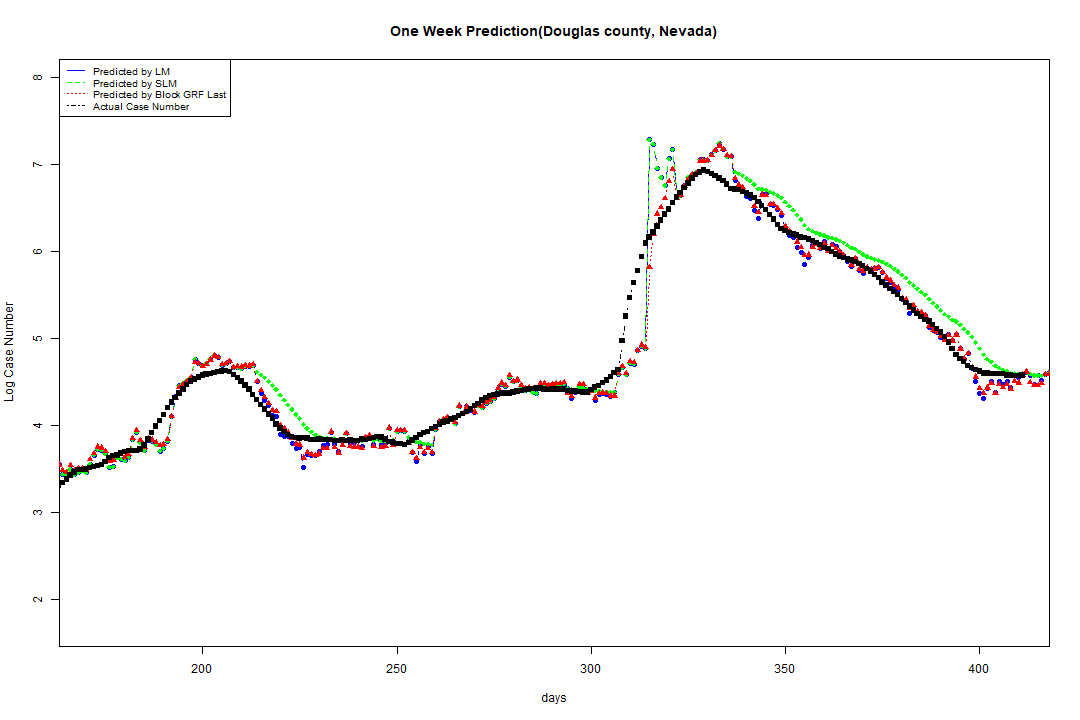 One Week Prediction(Douglas county, Nevada)
Predicted by LM
Predicted by SLM
Predicted by Block GRF Last
Actual Case Number
Log Case Number
8
7
6
5
4
3
2
200 250 300 350 400
days